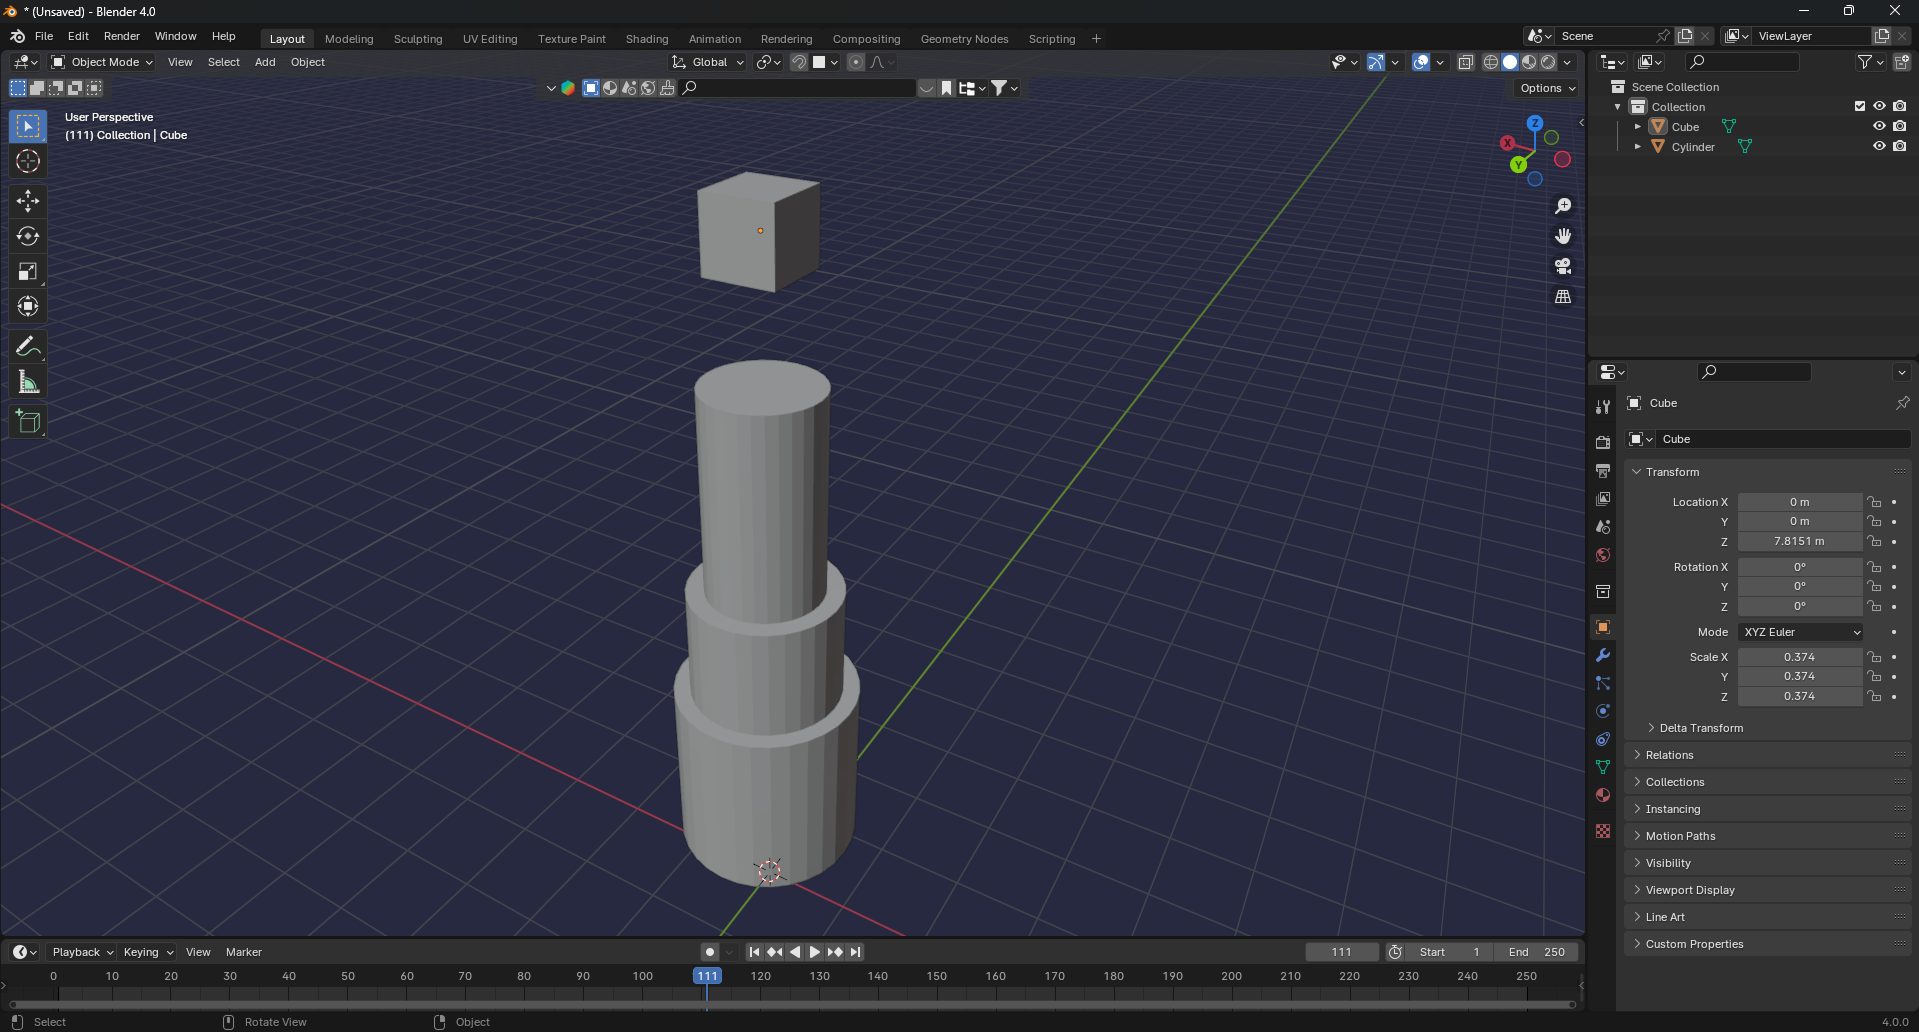 * (Unsaved) - Blender 4.0
File Edit Render Window Help Layout Modeling Sculpting UV Editing Texture Paint Shading Animation Rendering Compositing Geometry Nodes Scripting + Scene ViewLayer
Object Mode View Select Add Object Global
Options
User Perspective
(111) Collection | Cube
Z
X
Y
Scene Collection
Collection
Cube
Cylinder
Cube
Cube
Transform
Location X 0 m
Y 0 m
Z 7.8151 m
Rotation X 0°
Y 0°
Z 0°
Mode XYZ Euler
Scale X 0.374
Y 0.374
Z 0.374
Delta Transform
Relations
Collections
Instancing
Motion Paths
Visibility
Viewport Display
Line Art
Custom Properties
Playback Keying View Marker 111 Start 1 End 250
0 10 20 30 40 50 60 70 80 90 100 111 120 130 140 150 160 170 180 190 200 210 220 230 240 250
Select Rotate View Object 4.0.0